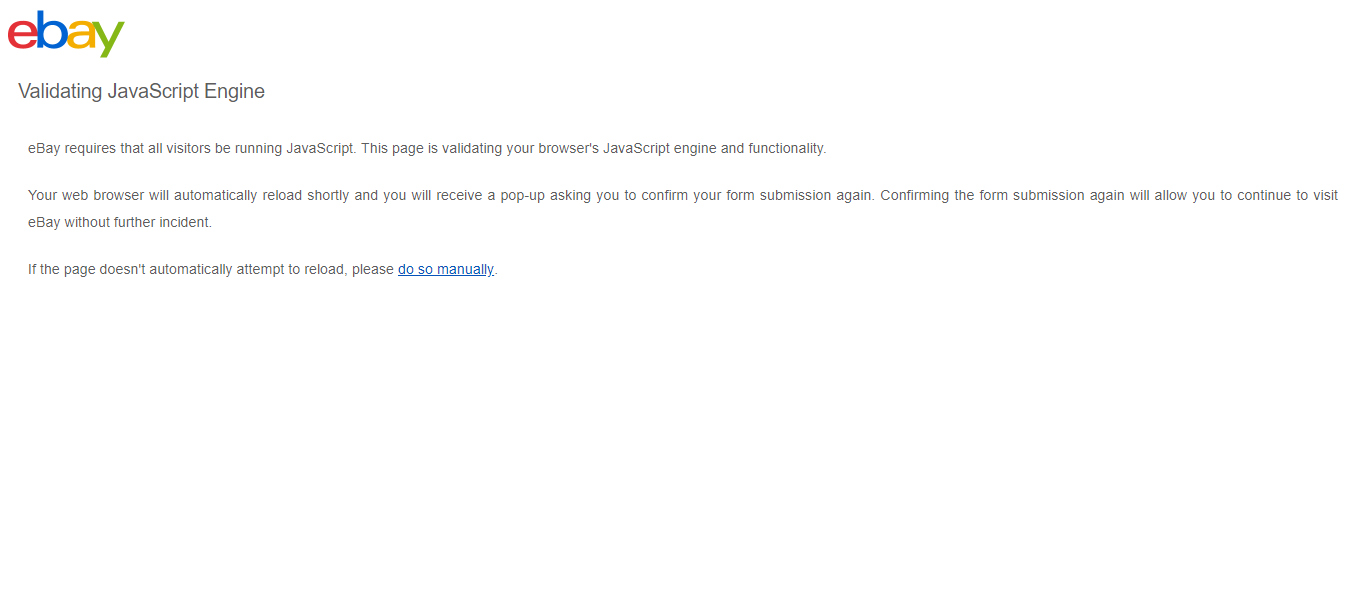 ebay
Validating JavaScript Engine
eBay requires that all visitors be running JavaScript. This page is validating your browser's JavaScript engine and functionality.
Your web browser will automatically reload shortly and you will receive a pop-up asking you to confirm your form submission again. Confirming the form submission again will allow you to continue to visit
eBay without further incident.
If the page doesn't automatically attempt to reload, please do so manually.